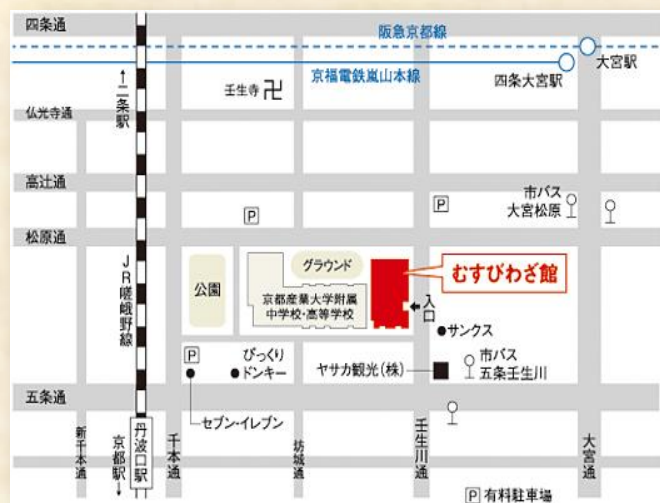 四条通
阪急京都線
大宮駅
京福電鉄嵐山本線
四条大宮駅
↑二条駅
壬生寺 卍
仏光寺通
高辻通
市バス
大宮松原
P
P
松原通
JR嵯峨野線
公園
グラウンド
京都産業大学附属
中学校・高等学校
むすびわざ館
←入口
サンクス
P
びっくり
ドンキー
ヤサカ観光(株)
市バス
五条壬生川
五条通
セブン-イレブン
新千本通
京都駅↓
丹波口駅
千本通
坊城通
壬生川通
大宮通
P 有料駐車場